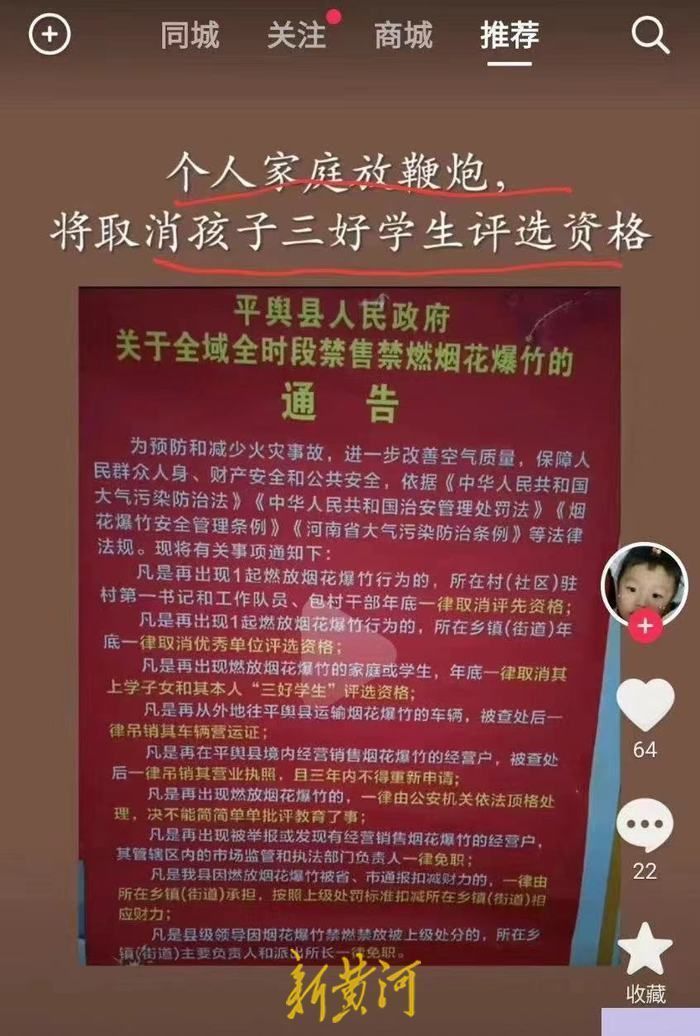 同城 关注 商城 推荐
个人家庭放鞭炮，
将取消孩子三好学生评选资格
平舆县人民政府
关于全域全时段禁售禁燃烟花爆竹的
通 告
为预防和减少火灾事故，进一步改善空气质量，保障人
民群众人身、财产安全和公共安全，依据《中华人民共和国
大气污染防治法》《中华人民共和国治安管理处罚法》《烟
花爆竹安全管理条例》《河南省大气污染防治条例》等法律
法规。现将有关事项通知下：
凡是再出现1起燃放烟花爆竹行为的，所在村(社区)驻
村第一书记和工作队员、包村干部年底一律取消评先资格；
凡是再出现1起燃放烟花爆竹行为的，所在乡镇(街道)年
底一律取消优秀单位评选资格；
凡是再出现燃放烟花爆竹的家庭或学生，年底一律取消其
上学子女和其本人“三好学生”评选资格；
凡是再从外地往平舆县运输烟花爆竹的车辆，被查处后一
律吊销其车辆营运证；
凡是再在平舆县境内经营销售烟花爆竹的经营户，被查处
后一律吊销其营业执照，且三年内不得重新申请；
凡是再出现燃放烟花爆竹的，一律由公安机关依法顶格处
理，决不能简简单单批评教育了事；
凡是再出现被举报或发现有经营销售烟花爆竹的经营户，
其管辖区内的市场监管和执法部门负责人一律免职；
凡是我县因燃放烟花爆竹被省、市通报扣减财力的，一律由
所在乡镇(街道)承担，按照上级处罚标准扣减所在乡镇(街道)相
应财力；
凡是县级领导因烟花爆竹禁燃禁放被上级处分的，所在乡
镇(街道)主要负责人和派出所长一律免职。
64
22
收藏
新黄河